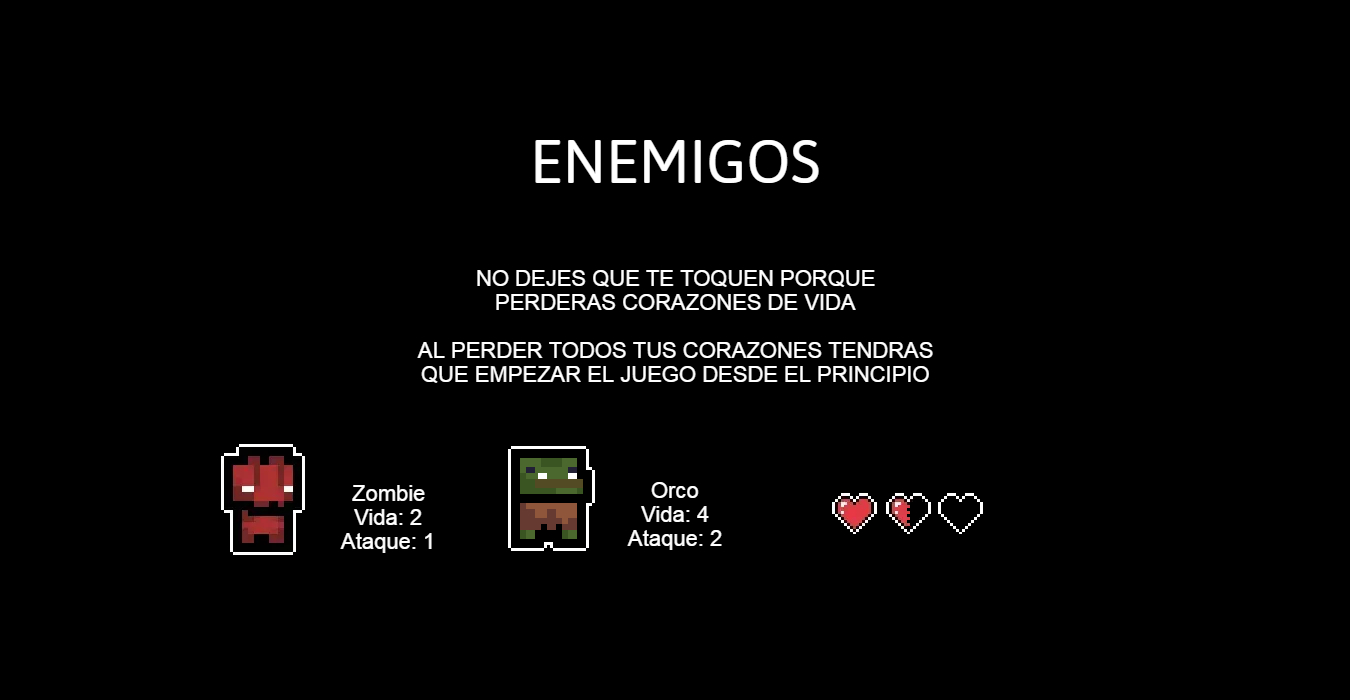 ENEMIGOS
NO DEJES QUE TE TOQUEN PORQUE
PERDERAS CORAZONES DE VIDA
AL PERDER TODOS TUS CORAZONES TENDRAS
QUE EMPEZAR EL JUEGO DESDE EL PRINCIPIO
Zombie
Vida: 2
Ataque: 1
Orco
Vida: 4
Ataque: 2